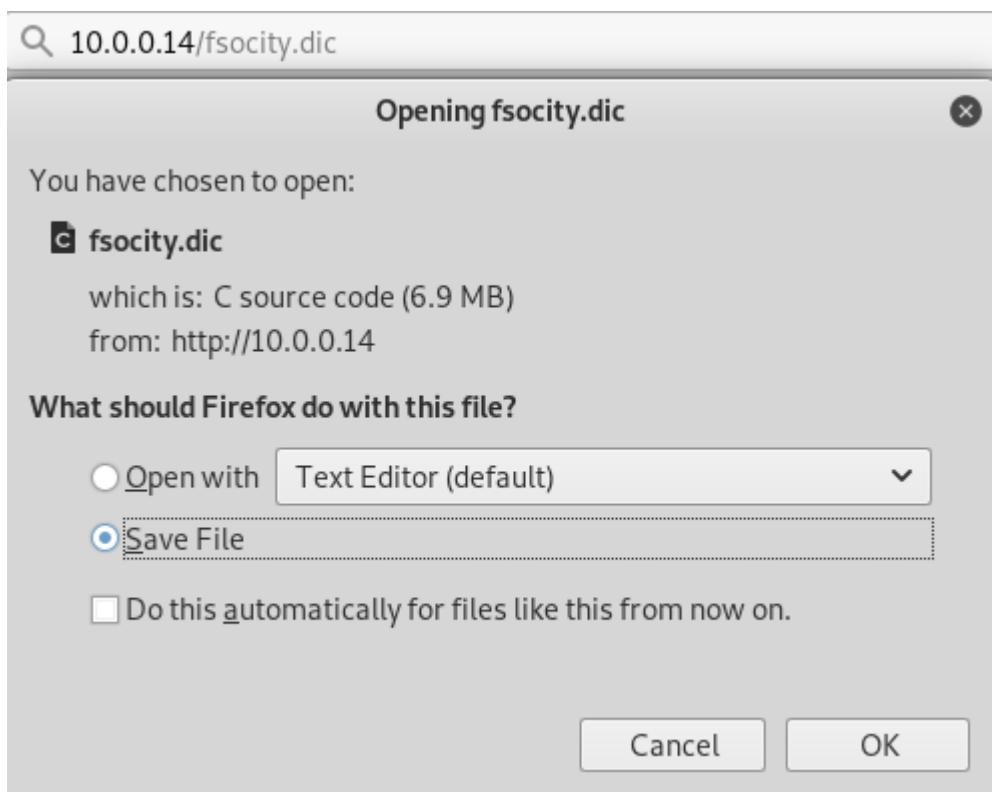 10.0.0.14/fsocity.dic
Opening fsocity.dic
You have chosen to open:
fsocity.dic
which is: C source code (6.9 MB)
from: http://10.0.0.14
What should Firefox do with this file?
Open with Text Editor (default)
Save File
Do this automatically for files like this from now on.
Cancel OK